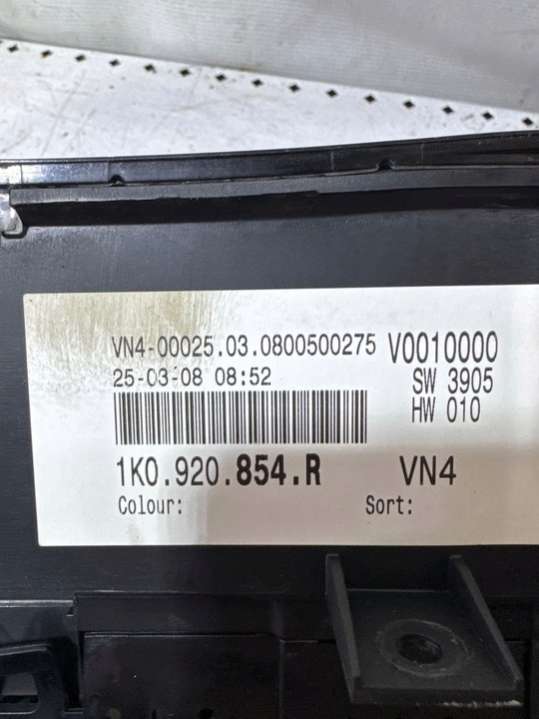 VN4-00025.03.0800500275 V0010000
25-03-08 08:52 SW 3905
HW 010
1K0.920.854.R VN4
Colour: Sort: